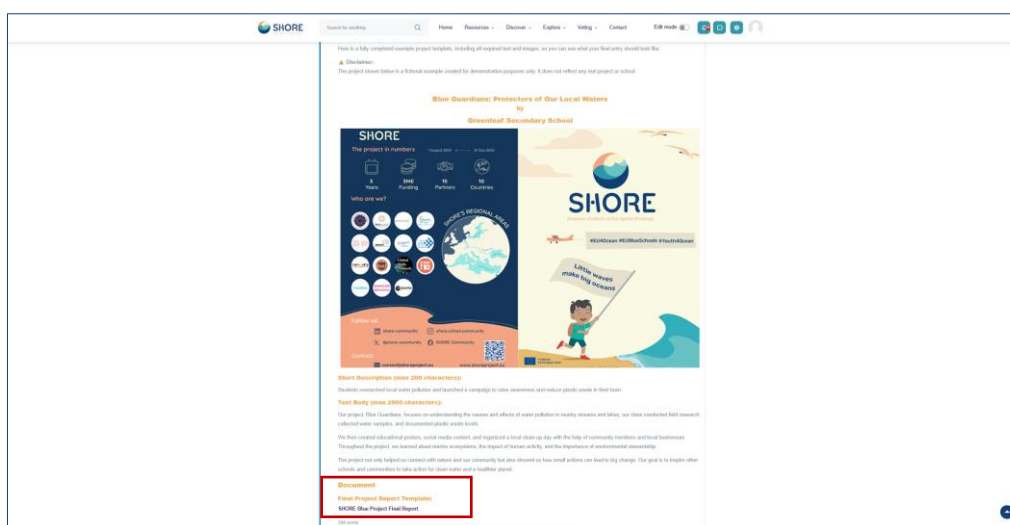 SHORE
Search for anything
Home
Resources
Discover
Explore
Voting
Contact
Edit mode
Here is a fully completed example project template, including all required text and images, so you can see what your final entry should look like:
Disclaimer:
The project shown below is a fictional example created for demonstration purposes only. It does not reflect any real project or school.
Blue Guardians: Protectors of Our Local Waters
by
Greenleaf Secondary School
SHORE
The project in numbers
3
Years
Funding
15
Partners
10
Countries
Who are we?
SHORE'S REGIONAL AREAS
Follow us
Contact
SHORE
#EU4Ocean #EUBlueSchools #Youth4Ocean
Little waves
make big oceans
Short Description (max 200 characters):
Students researched local water pollution and launched a campaign to raise awareness and reduce plastic waste in their town.
Text Body (max 2000 characters):
Our project, Blue Guardians, focuses on understanding the causes and effects of water pollution in nearby streams and lakes, our class conducted field research
(collected water samples, and documented plastic waste levels.
We then created educational posters, social media content, and organized a local clean-up day with the help of community members and local businesses.
Throughout the project, we learned about marine ecosystems, the impact of human activity, and the importance of environmental stewardship.
The project not only helped us connect with nature and our community but also showed us how small actions can lead to big change. Our goal is to inspire other
schools and communities to take action for clean water and a healthier planet.
Document
Final Project Report Template:
SHORE Blue Project Final Report